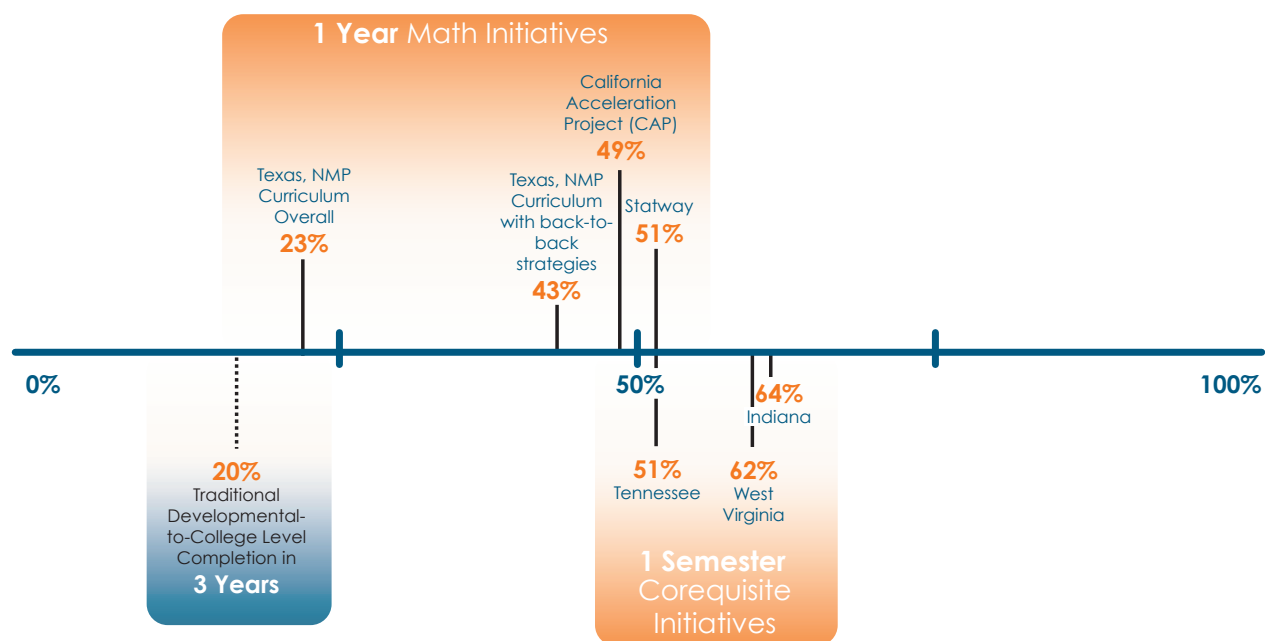 1 Year Math Initiatives
California
Acceleration
Project (CAP)
49%
Texas, NMP
Curriculum
Overall
23%
Texas, NMP
Curriculum
with back-to-
back
strategies
43%
Statway
51%
0%
50%
100%
64%
Indiana
20%
Traditional
Developmental-
to-College Level
Completion in
3 Years
51%
Tennessee
62%
West
Virginia
1 Semester
Corequisite
Initiatives